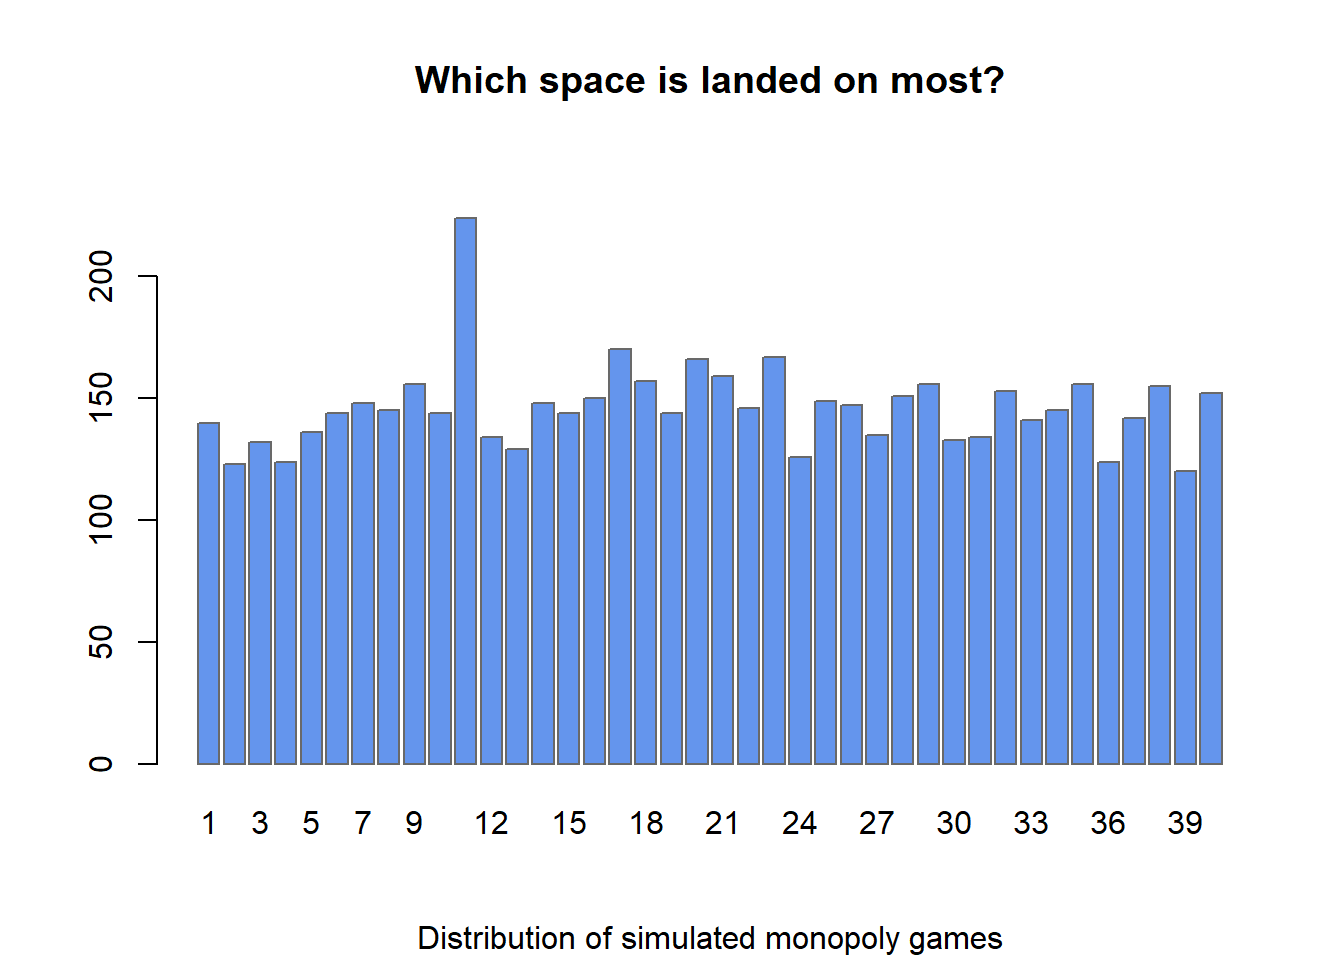 Which space is landed on most?
200
150
100
50
0
1 3 5 7 9 12 15 18 21 24 27 30 33 36 39
Distribution of simulated monopoly games